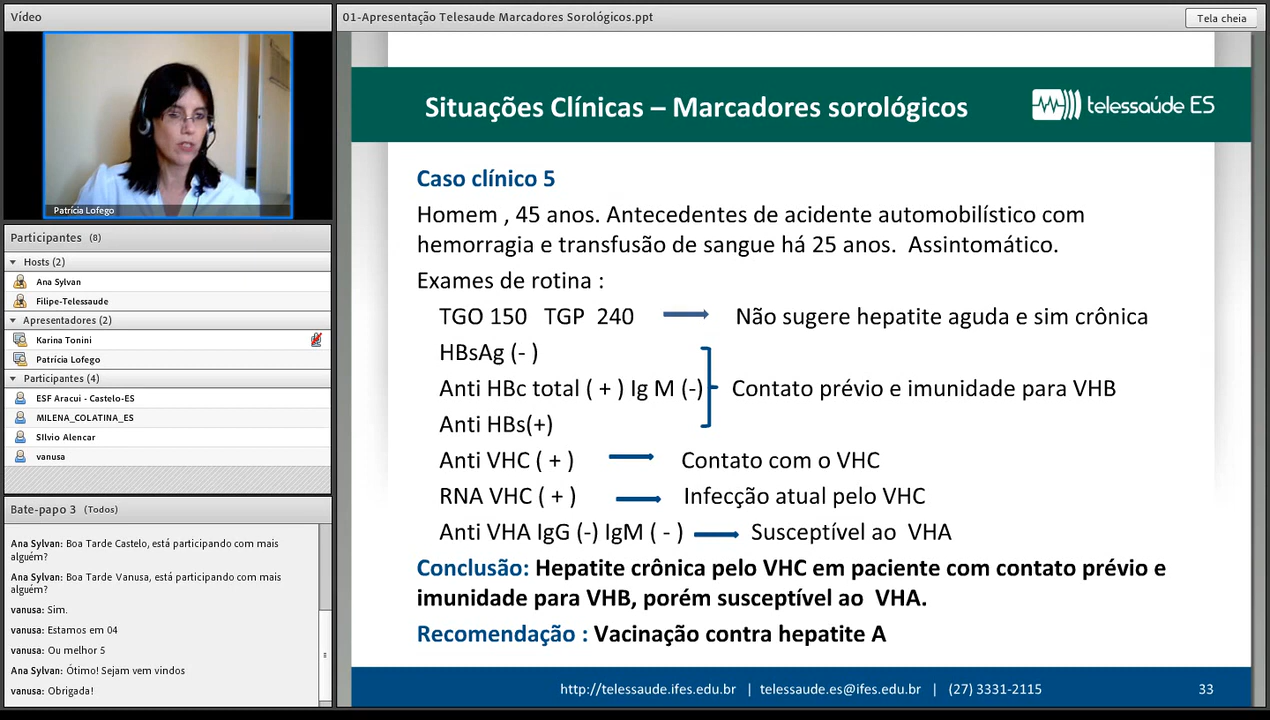 Vídeo
Patrícia Lofego
Participantes (8)
Hosts (2)
Ana Sylvan
Filipe-Telessaude
Apresentadores (2)
Karina Tonini
Patrícia Lofego
Participantes (4)
ESF Aracui - Castelo-ES
MILENA_COLATINA_ES
SIlvio Alencar
vanusa
Bate-papo 3 (Todos)
Ana Sylvan: Boa Tarde Castelo, está participando com mais
alguém?
Ana Sylvan: Boa Tarde Vanusa, está participando com mais
alguém?
vanusa: Sim.
vanusa: Estamos em 04
vanusa: Ou melhor 5
Ana Sylvan: Ótimo! Sejam vem vindos
vanusa: Obrigada!
01-Apresentação Telesaude Marcadores Sorológicos.ppt
Tela cheia
Situações Clínicas – Marcadores sorológicos
telessaúde ES
Caso clínico 5
Homem , 45 anos. Antecedentes de acidente automobilístico com
hemorragia e transfusão de sangue há 25 anos. Assintomático.
Exames de rotina :
TGO 150 TGP 240 Não sugere hepatite aguda e sim crônica
HBsAg (- )
Anti HBc total ( + ) Ig M (-) Contato prévio e imunidade para VHB
Anti HBs(+)
Anti VHC ( + ) Contato com o VHC
RNA VHC ( + ) Infecção atual pelo VHC
Anti VHA IgG (-) IgM ( - ) Susceptível ao VHA
Conclusão: Hepatite crônica pelo VHC em paciente com contato prévio e
imunidade para VHB, porém susceptível ao VHA.
Recomendação : Vacinação contra hepatite A
http://telessaude.ifes.edu.br | telessaude.es@ifes.edu.br | (27) 3331-2115 33